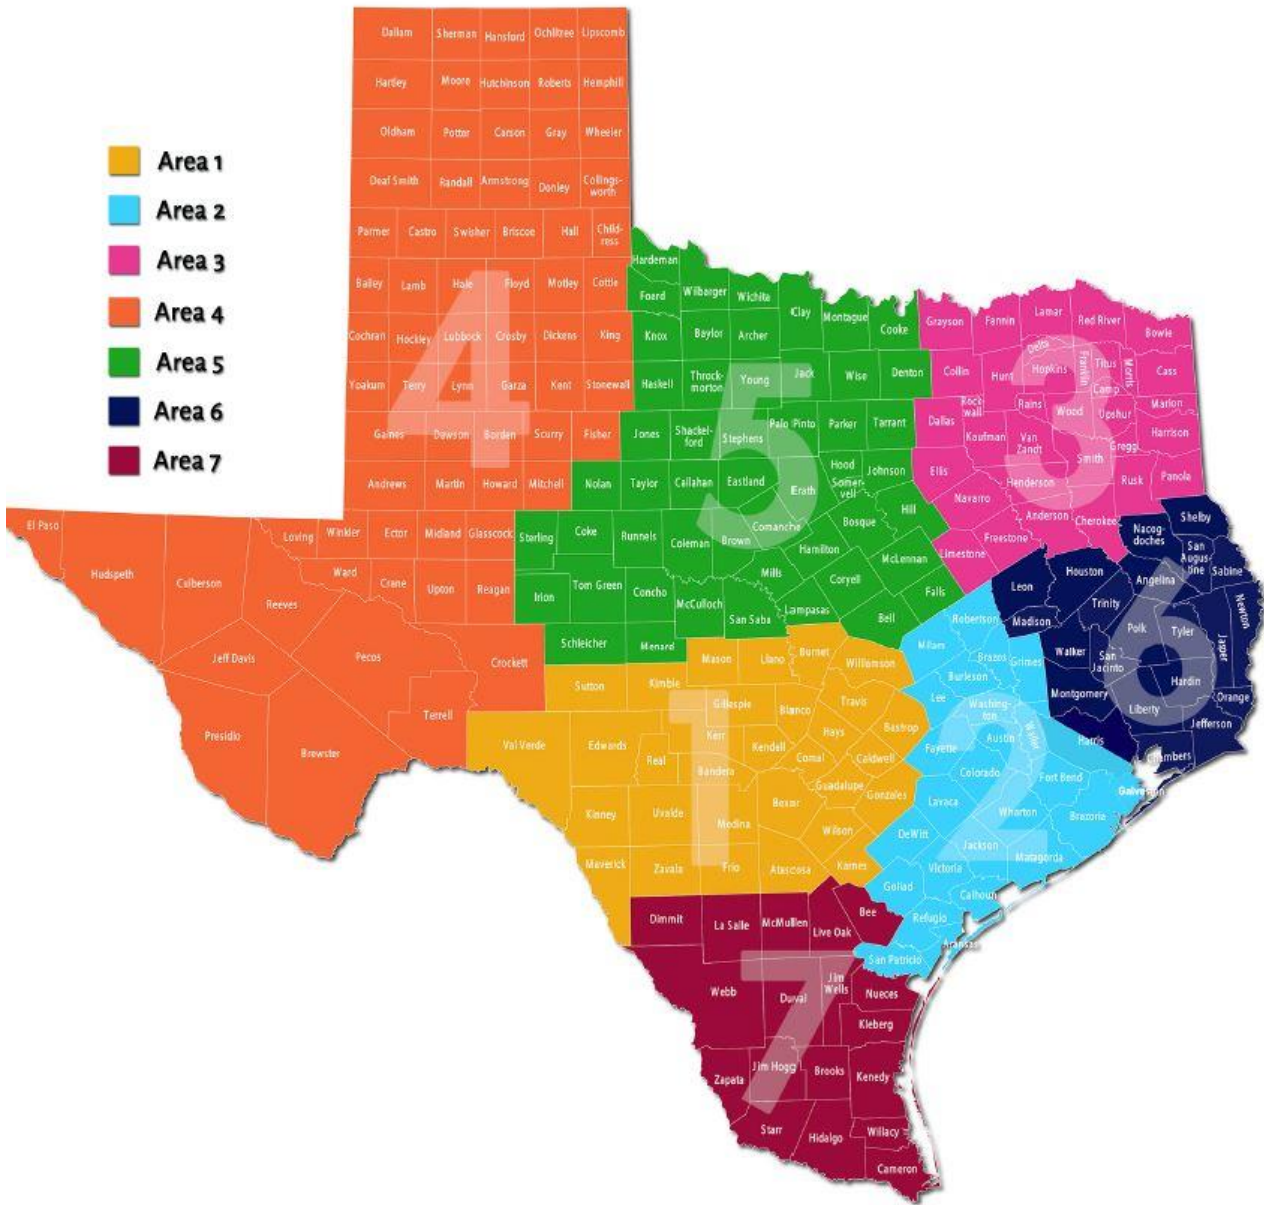 Area 1
Area 2
Area 3
Area 4
Area 5
Area 6
Area 7
Dallam Sherman Hansford Ochiltree Lipscomb
Hartley Moore Hutchinson Roberts Hemphill
Oldham Potter Carson Gray Wheeler
Deaf Smith Randall Armstrong Donley Collings-
worth
Parmer Castro Swisher Briscoe Hall Child-
ress
Bailey Lamb Hale Floyd Motley Cottle
Cochran Hockley Lubbock Crosby Dickens King
Yoakum Terry Lynn Garza Kent Stonewall
Gaines Dawson Borden Scurry Fisher
Andrews Martin Howard Mitchell
El Paso Loving Winkler Ector Midland Glasscock
Hudspeth Culberson Reeves Ward Crane Upton Reagan
Jeff Davis Pecos Crockett
Presidio Brewster Terrell
4
Hardeman
Foard Wilbarger Wichita Clay Montague Cooke
Knox Baylor Archer
Haskell Throck-
morton Young Jack Wise Denton
Jones Shackel-
ford Stephens Palo Pinto Parker Tarrant
Nolan Taylor Callahan Eastland Erath Hood Johnson
Somer-
vell
Sterling Coke Runnels Coleman Brown Comanche Hamilton Bosque Hill
Irion Tom Green Concho McCulloch Mills Coryell McLennan
San Saba Lampasas Bell Falls
Schleicher Menard
5
Grayson Fannin Lamar Red River Bowie
Collin Hunt Delta Hopkins Franklin Titus Morris Cass
Camp
Dallas Rock-
wall Rains Wood Upshur Marion
Kaufman Van
Zandt Smith Gregg Harrison
Ellis Henderson Rusk Panola
Navarro Anderson Cherokee
Limestone Freestone
3
Shelby
Nacog-
doches San
Augus-
tine Sabine
Leon Houston Angelina Newton
Madison Trinity Polk Tyler Jasper
Walker San
Jacinto Hardin
Montgomery Liberty Orange
Harris Jefferson
Chambers
6
Robertson
Milam Brazos Grimes
Burleson
Lee Washing-
ton Waller
Fayette Austin
Colorado Fort Bend Galveston
Lavaca Wharton Brazoria
DeWitt Jackson Matagorda
Victoria
Goliad Calhoun
Refugio
Aransas
San Patricio
2
Mason Llano Burnet Williamson
Sutton Kimble
Gillespie Blanco Travis
Val Verde Edwards Kerr Hays Bastrop
Real Kendell Comal Caldwell
Bandera Guadalupe
Kinney Uvalde Medina Bexar Gonzales
Wilson
Maverick Zavala Frio Atascosa Karnes
1
Dimmit La Salle McMullen Live Oak Bee
Webb Duval Jim
Wells Nueces
Kleberg
Zapata Jim Hogg Brooks Kenedy
Starr Hidalgo Willacy
Cameron
7